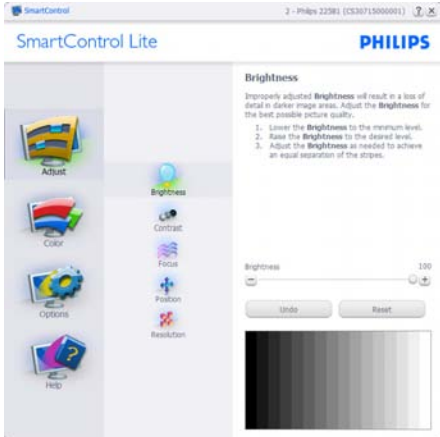 SmartControl
2 - Philips 225B1 (CS30715000001)
SmartControl Lite
PHILIPS
Adjust
Color
Options
Help
Brightness
Contrast
Focus
Position
Resolution
Brightness
Improperly adjusted Brightness will result in a loss of
detail in darker image areas. Adjust the Brightness for
the best possible picture quality.
1. Lower the Brightness to the minimum level.
2. Raise the Brightness to the desired level.
3. Adjust the Brightness as needed to achieve
an equal separation of the stripes.
Brightness 100
Undo
Reset